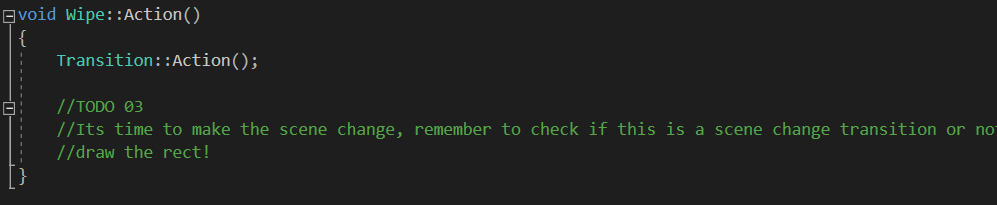 void Wipe::Action()
{
Transition::Action();
//TODO 03
//Its time to make the scene change, remember to check if this is a scene change transition or
//draw the rect!
}